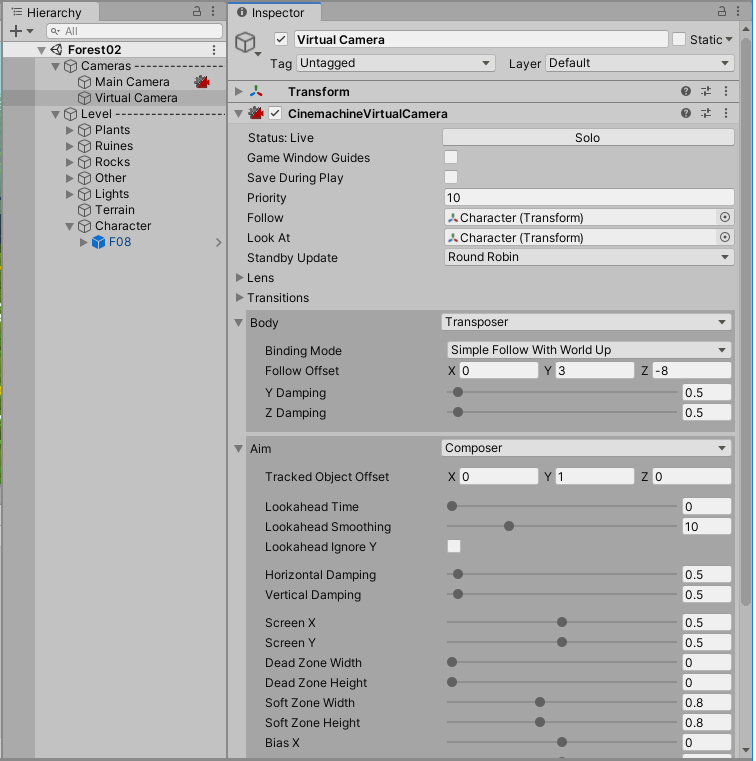 Hierarchy
All
Forest02
Cameras
Main Camera
Virtual Camera
Level
Plants
Ruines
Rocks
Other
Lights
Terrain
Character
F08
Inspector
Virtual Camera
Static
Tag Untagged Layer Default
Transform
CinemachineVirtualCamera
Status: Live Solo
Game Window Guides
Save During Play
Priority 10
Follow Character (Transform)
Look At Character (Transform)
Standby Update Round Robin
Lens
Transitions
Body Transposer
Binding Mode Simple Follow With World Up
Follow Offset X 0 Y 3 Z -8
Y Damping 0.5
Z Damping 0.5
Aim Composer
Tracked Object Offset X 0 Y 1 Z 0
Lookahead Time 0
Lookahead Smoothing 10
Lookahead Ignore Y
Horizontal Damping 0.5
Vertical Damping 0.5
Screen X 0.5
Screen Y 0.5
Dead Zone Width 0
Dead Zone Height 0
Soft Zone Width 0.8
Soft Zone Height 0.8
Bias X 0